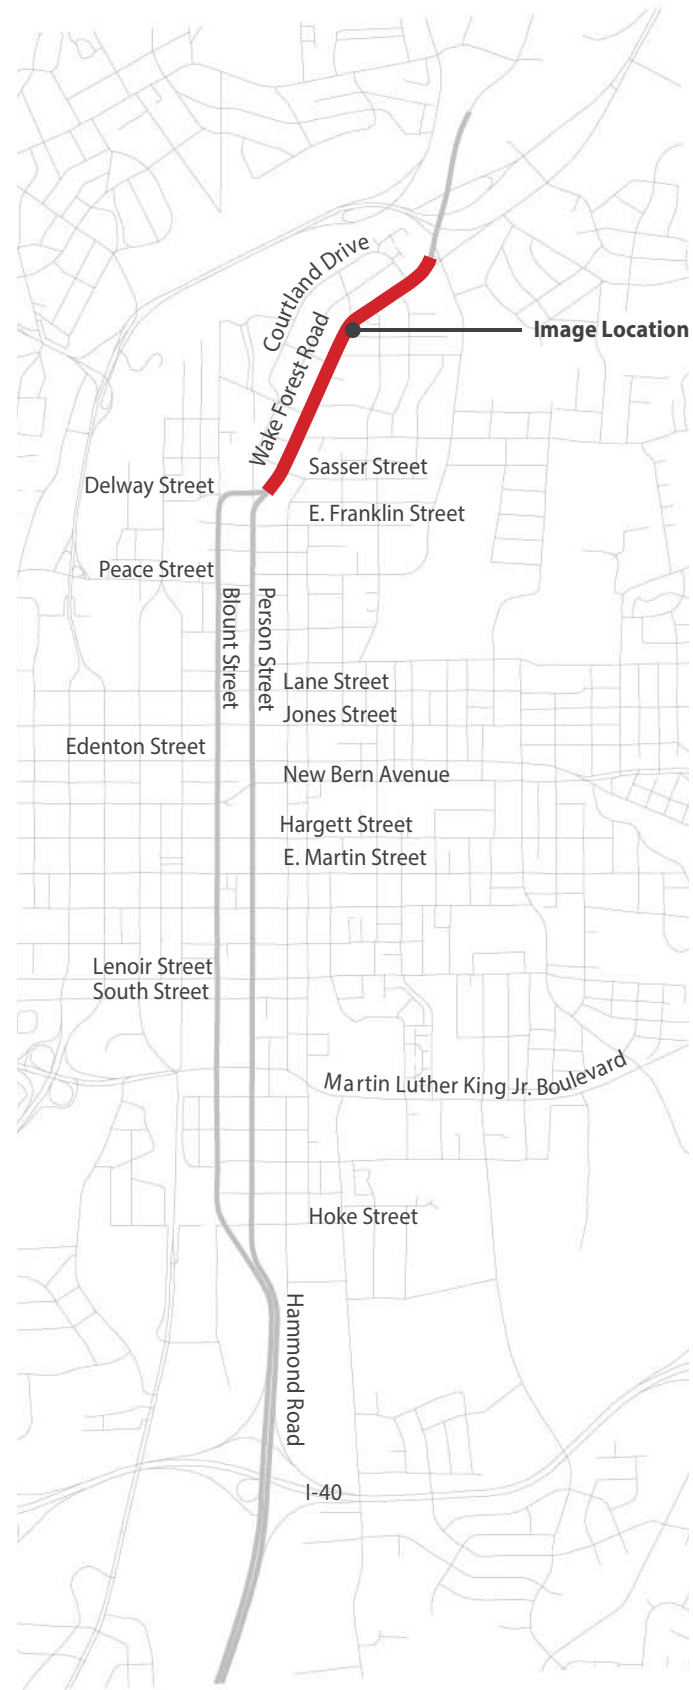 Courtland Drive
Image Location
Wake Forest Road
Sasser Street
Delway Street
E. Franklin Street
Peace Street
Blount Street
Person Street
Lane Street
Jones Street
Edenton Street
New Bern Avenue
Hargett Street
E. Martin Street
Lenoir Street
South Street
Martin Luther King Jr. Boulevard
Hoke Street
Hammond Road
I-40